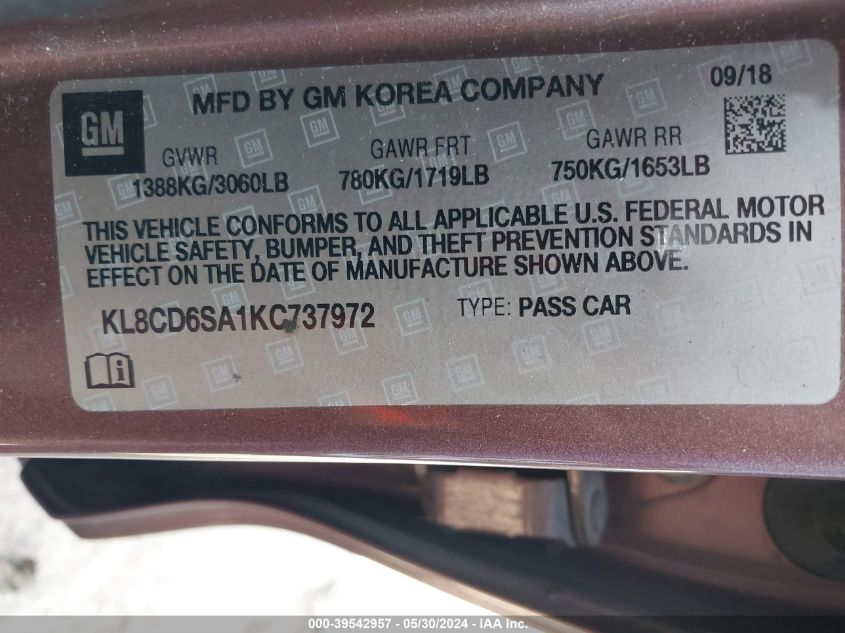 MFD BY GM KOREA COMPANY
09/18
GM
GVWR
GAWR FRT
GAWR RR
1388KG/3060LB
780KG/1719LB
750KG/1653LB
THIS VEHICLE CONFORMS TO ALL APPLICABLE U.S. FEDERAL MOTOR
VEHICLE SAFETY, BUMPER, AND THEFT PREVENTION STANDARDS IN
EFFECT ON THE DATE OF MANUFACTURE SHOWN ABOVE.
KL8CD6SA1KC737972
TYPE: PASS CAR
000-39542957 - 05/30/2024 - IAA Inc.